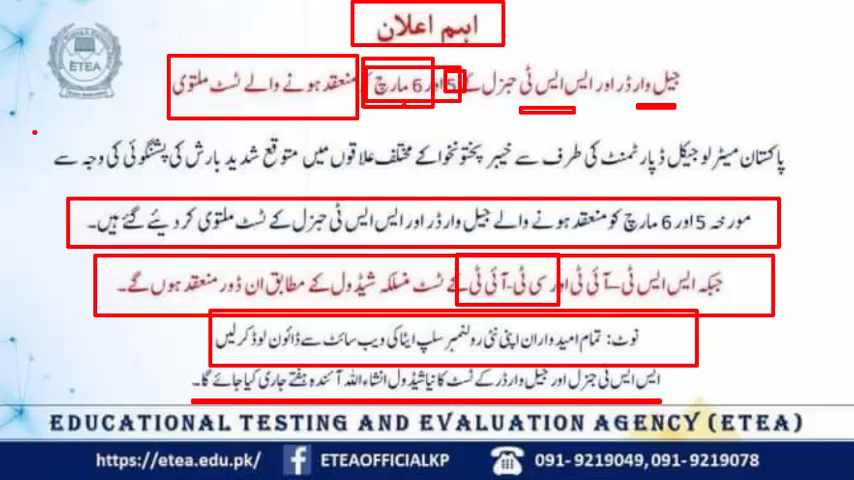 اہم اعلان
ETEA
جیل وارڈر اور ایس ایس ٹی جنرل کے 5 اور 6 مارچ کو منعقد ہونے والے ٹسٹ ملتوی
پاکستان میٹرلوجیکل ڈپارٹمنٹ کی طرف سے خیبر پختونخوا کے مختلف علاقوں میں متوقع شدید بارش کی پشنگوئی کی وجہ سے
مورخہ 5 اور 6 مارچ کو منعقد ہونے والے جیل وارڈر اور ایس ایس ٹی جنرل کے ٹسٹ ملتوی کر دیئے گئے ہیں۔
جبکہ ایس ایس ٹی-آئی ٹی اور سی ٹی-آئی ٹی کے ٹسٹ منسلکہ شیڈول کے مطابق ان ڈور منعقد ہوں گے۔
نوٹ: تمام امیدواران اپنی نئی رولنمبر سلپ ایٹا کی ویب سائٹ سے ڈائون لوڈ کرلیں
ایس ایس ٹی جنرل اور جیل وارڈر کے ٹسٹ کا نیا شیڈول انشاءاللہ آئندہ ہفتے جاری کیا جائے گا۔
EDUCATIONAL TESTING AND EVALUATION AGENCY (ETEA)
https://etea.edu.pk/ ETEAOFFICIALKP 091-9219049, 091-9219078